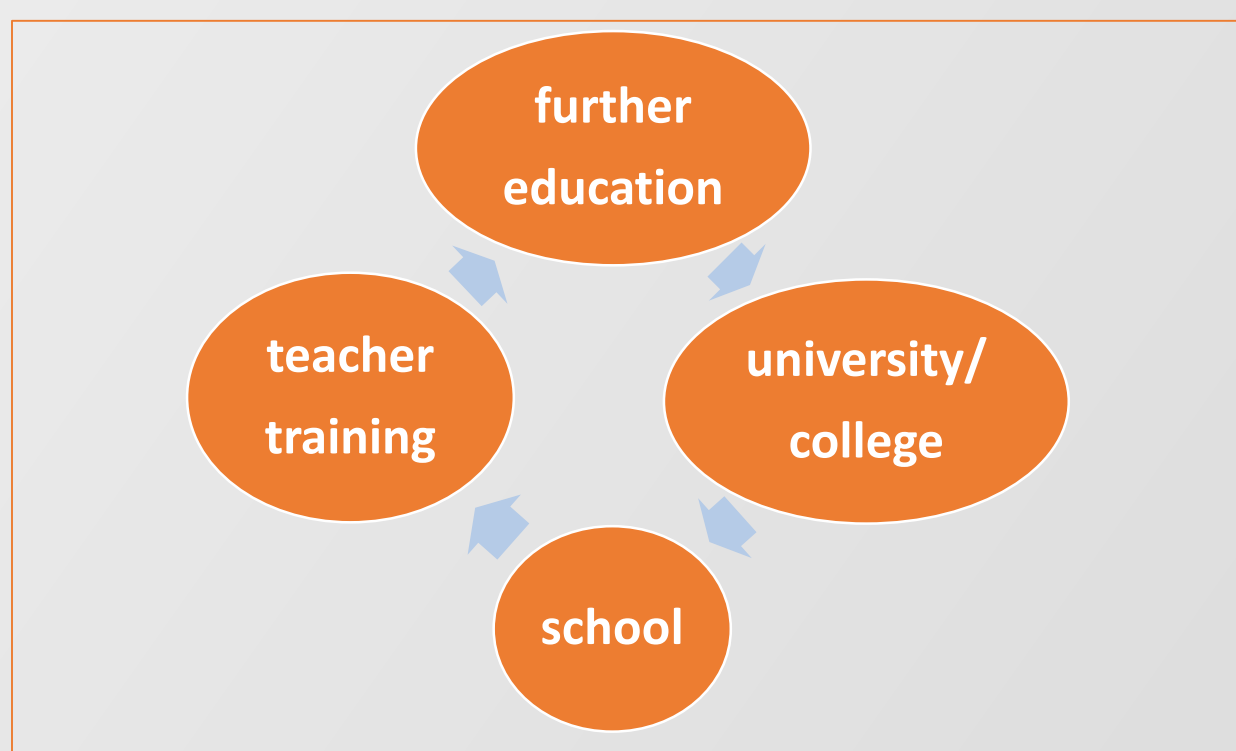 further
education
teacher
training
university/
college
school